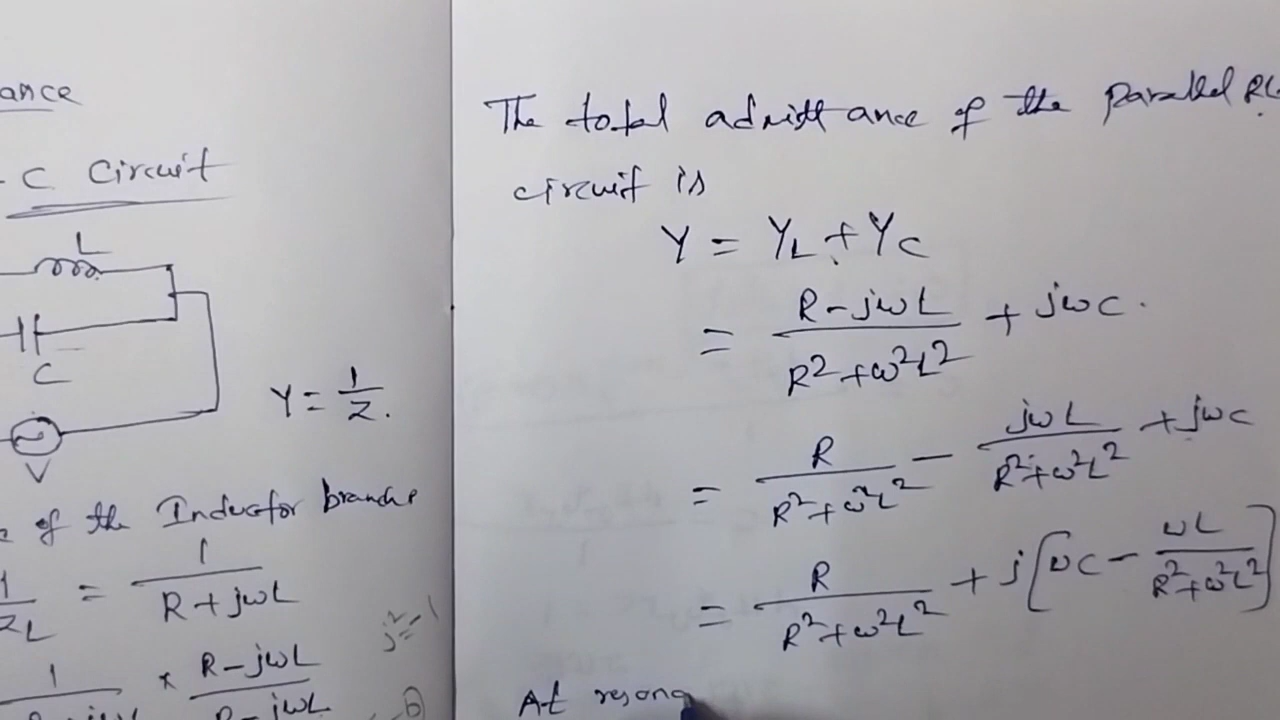 ance
- C Circuit
L
C
V
Y = 1/Z.
of the Inductor branch
1/ZL = 1/(R + jωL)
j² = -1
1 × (R - jωL)/(R - jωL)
The total admittance of the parallel RL
circuit is
Y = YL + YC
= (R - jωL)/(R² + ω²L²) + jωC.
= R/(R² + ω²L²) - jωL/(R² + ω²L²) + jωC
= R/(R² + ω²L²) + j[ωC - ωL/(R² + ω²L²)]
At resona